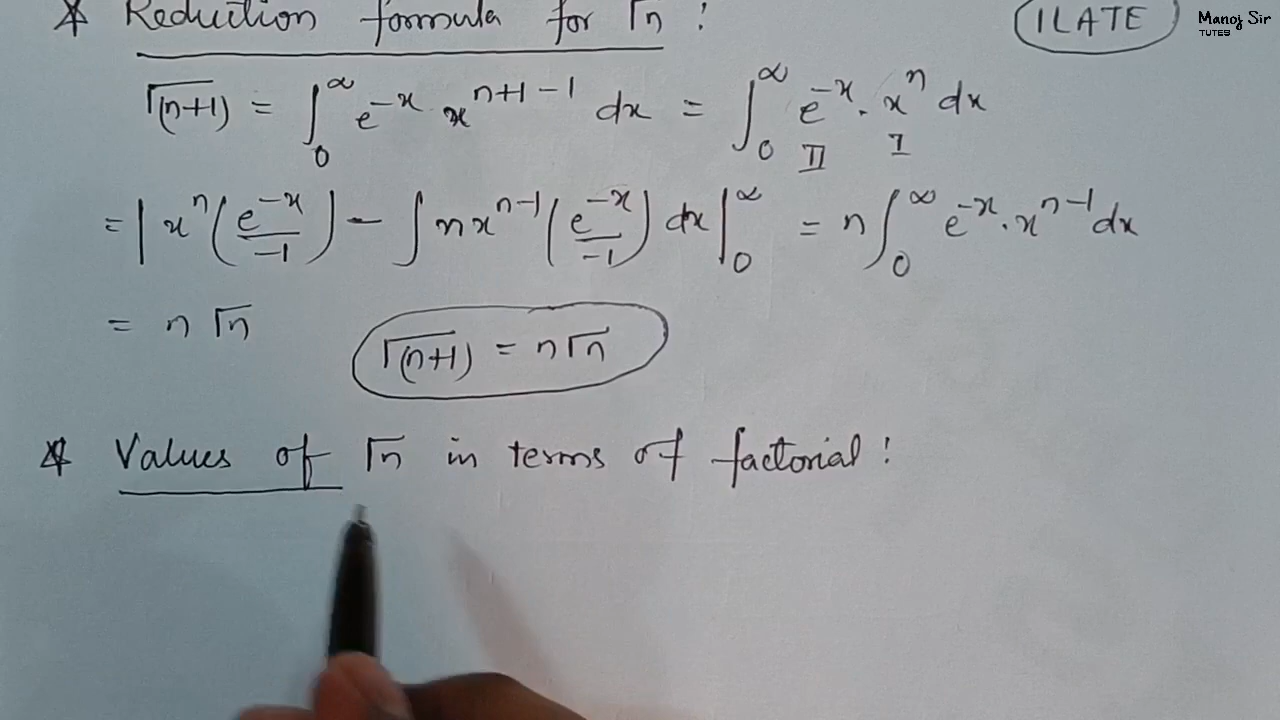 * Reduction formula for Γn :
ILATE
Manoj Sir
TUTES
Γ(n+1) = ∫₀^∞ e^{-x} . x^{n+1-1} dx = ∫₀^∞ e^{-x} . x^n dx
II I
= | x^n (e^{-x}/-1) - ∫ n x^{n-1} (e^{-x}/-1) dx |₀^∞ = n ∫₀^∞ e^{-x} . x^{n-1} dx
= n Γn
Γ(n+1) = n Γn
* Values of Γn in terms of factorial :